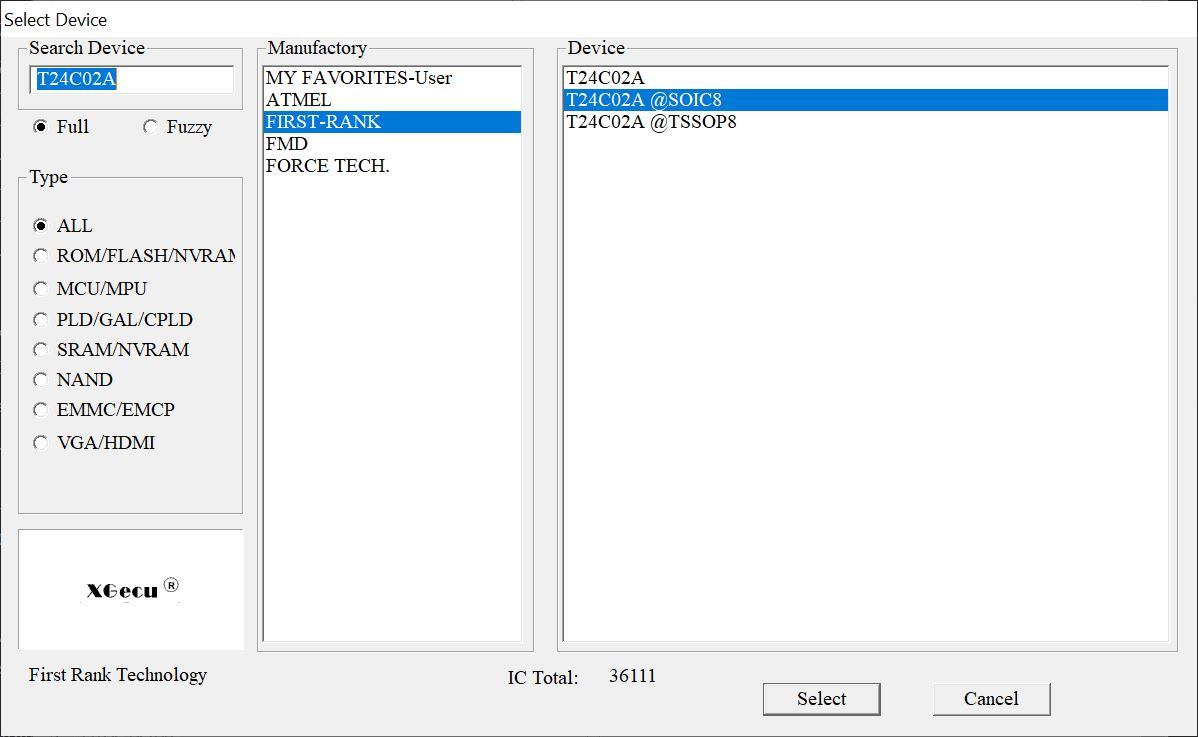 Select Device
Search Device
T24C02A
Full
Fuzzy
Type
ALL
ROM/FLASH/NVRAM
MCU/MPU
PLD/GAL/CPLD
SRAM/NVRAM
NAND
EMMC/EMCP
VGA/HDMI
XGecu ®
First Rank Technology
Manufactory
MY FAVORITES-User
ATMEL
FIRST-RANK
FMD
FORCE TECH.
Device
T24C02A
T24C02A @SOIC8
T24C02A @TSSOP8
IC Total: 36111
Select
Cancel